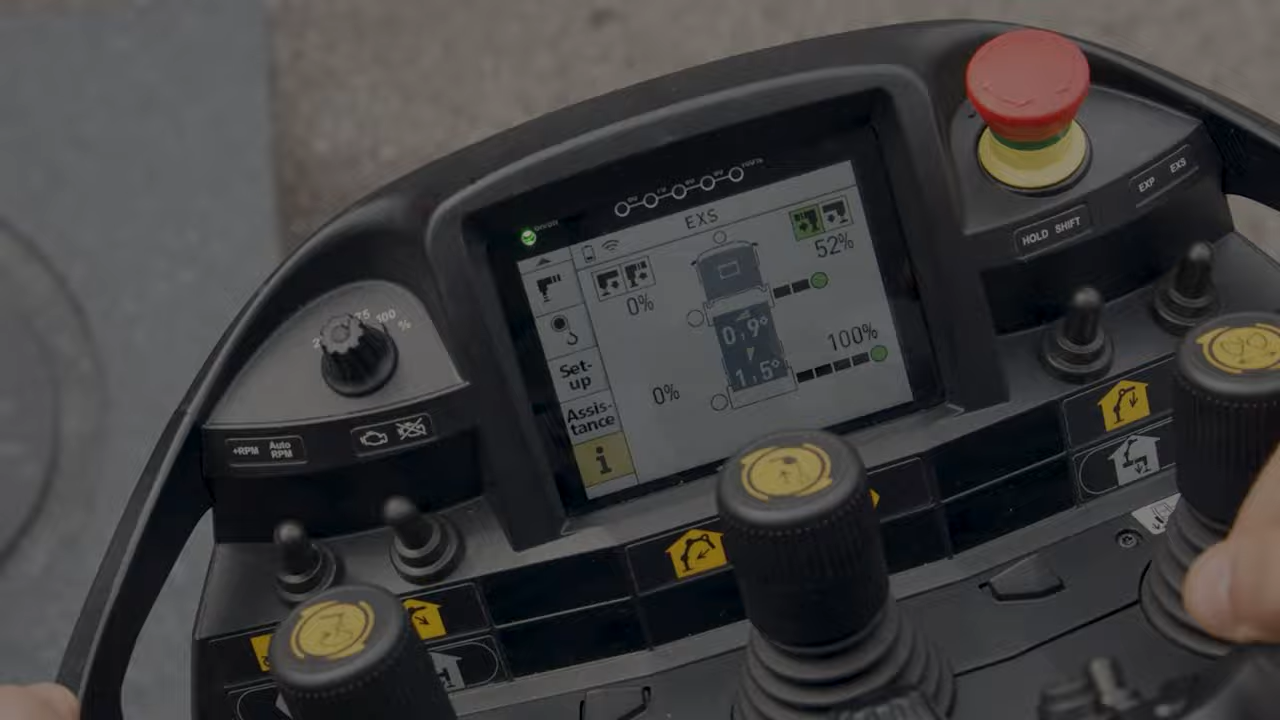 EXS
52%
0%
0,9°
100%
1,5°
0%
Set-
up
Assis-
tance
i
75 100
%
+RPM
Auto
RPM
HOLD SHIFT
EXP EXS